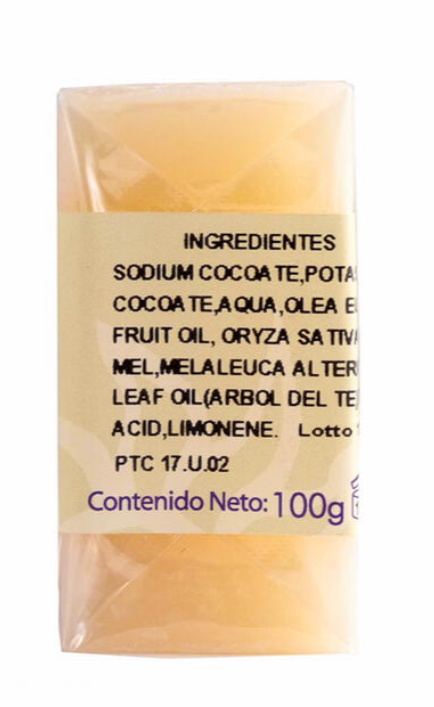 INGREDIENTES
SODIUM COCOATE,POTA
COCOATE,AQUA,OLEA E
FRUIT OIL, ORYZA SATIV
MEL,MELALEUCA ALTER
LEAF OIL(ARBOL DEL TE
ACID,LIMONENE. Lotto
PTC 17.U.02
Contenido Neto: 100g